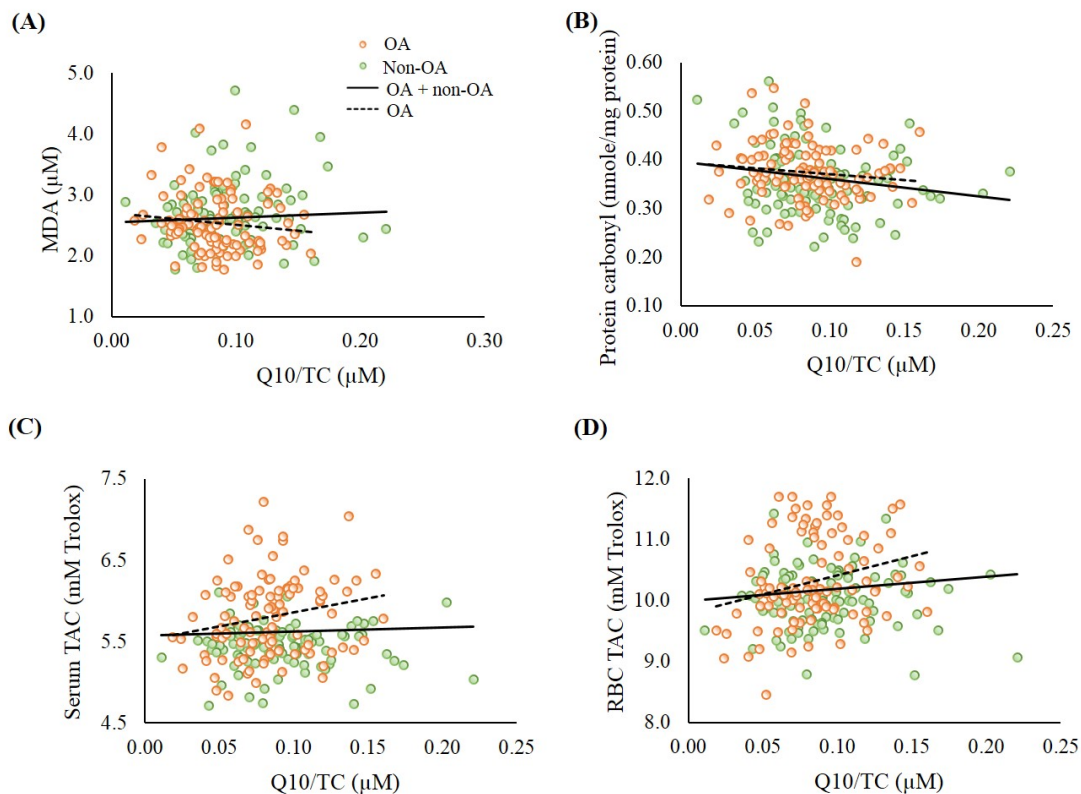 (A)
OA
Non-OA
OA + non-OA
OA
5.0
4.0
3.0
2.0
1.0
MDA (µM)
0.00 0.10 0.20 0.30
Q10/TC (µM)
(B)
0.60
0.50
0.40
0.30
0.20
0.10
Protein carbonyl (nmole/mg protein)
0.00 0.05 0.10 0.15 0.20 0.25
Q10/TC (µM)
(C)
7.5
6.5
5.5
4.5
Serum TAC (mM Trolox)
0.00 0.05 0.10 0.15 0.20 0.25
Q10/TC (µM)
(D)
12.0
11.0
10.0
9.0
8.0
RBC TAC (mM Trolox)
0.00 0.05 0.10 0.15 0.20 0.25
Q10/TC (µM)